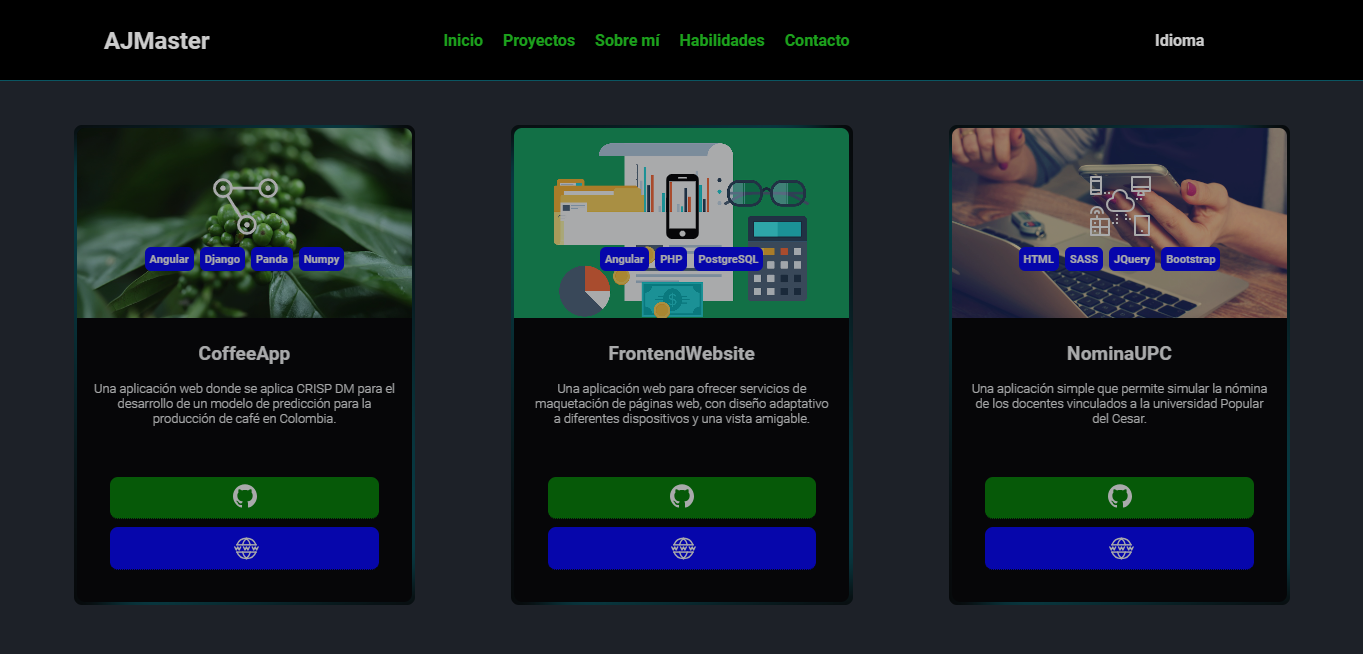 AJMaster
Inicio Proyectos Sobre mí Habilidades Contacto
Idioma
Angular Django Panda Numpy
CoffeeApp
Una aplicación web donde se aplica CRISP DM para el
desarrollo de un modelo de predicción para la
producción de café en Colombia.
Angular PHP PostgreSQL
FrontendWebsite
Una aplicación web para ofrecer servicios de
maquetación de páginas web, con diseño adaptativo
a diferentes dispositivos y una vista amigable.
HTML SASS JQuery Bootstrap
NominaUPC
Una aplicación simple que permite simular la nómina
de los docentes vinculados a la universidad Popular
del Cesar.